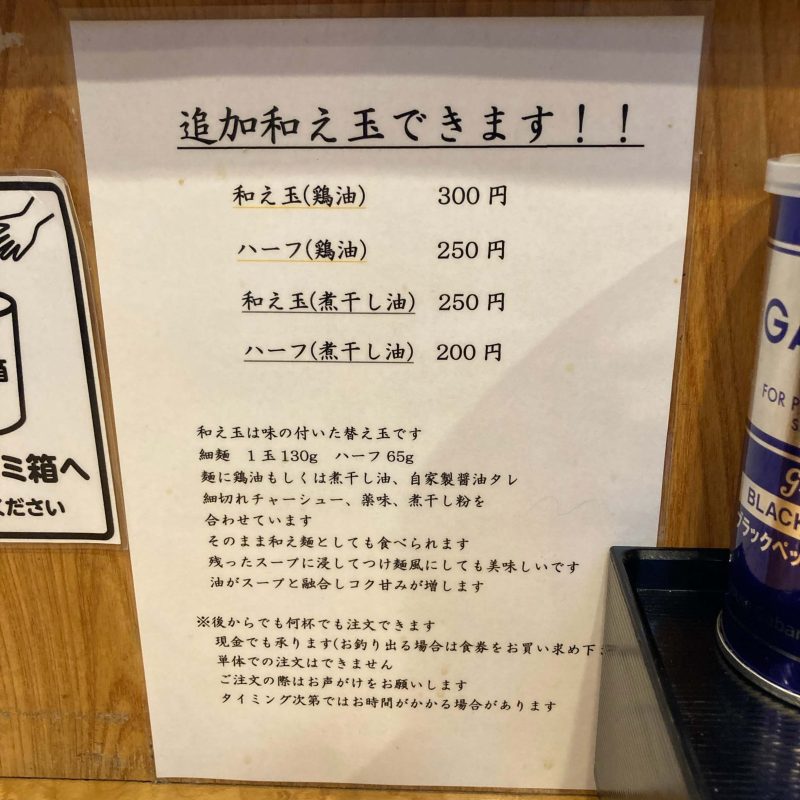 追加和え玉できます！！
和え玉(鶏油) 300 円
ハーフ(鶏油) 250 円
和え玉(煮干し油) 250 円
ハーフ(煮干し油) 200 円
和え玉は味の付いた替え玉です
細麺　1玉130g　ハーフ65g
麺に鶏油もしくは煮干し油、自家製醤油タレ
細切れチャーシュー、薬味、煮干し粉を
合わせています
そのまま和え麺としても食べられます
残ったスープに浸してつけ麺風にしても美味しいです
油がスープと融合しコク甘みが増します
※後からでも何杯でも注文できます
現金でも承ります(お釣り出る場合は食券をお買い求め下
単体での注文はできません
ご注文の際はお声がけをお願いします
タイミング次第ではお時間がかかる場合があります
箱
ミ箱へ
ください
GA
FOR P
S
BLACK
ブラックペッ